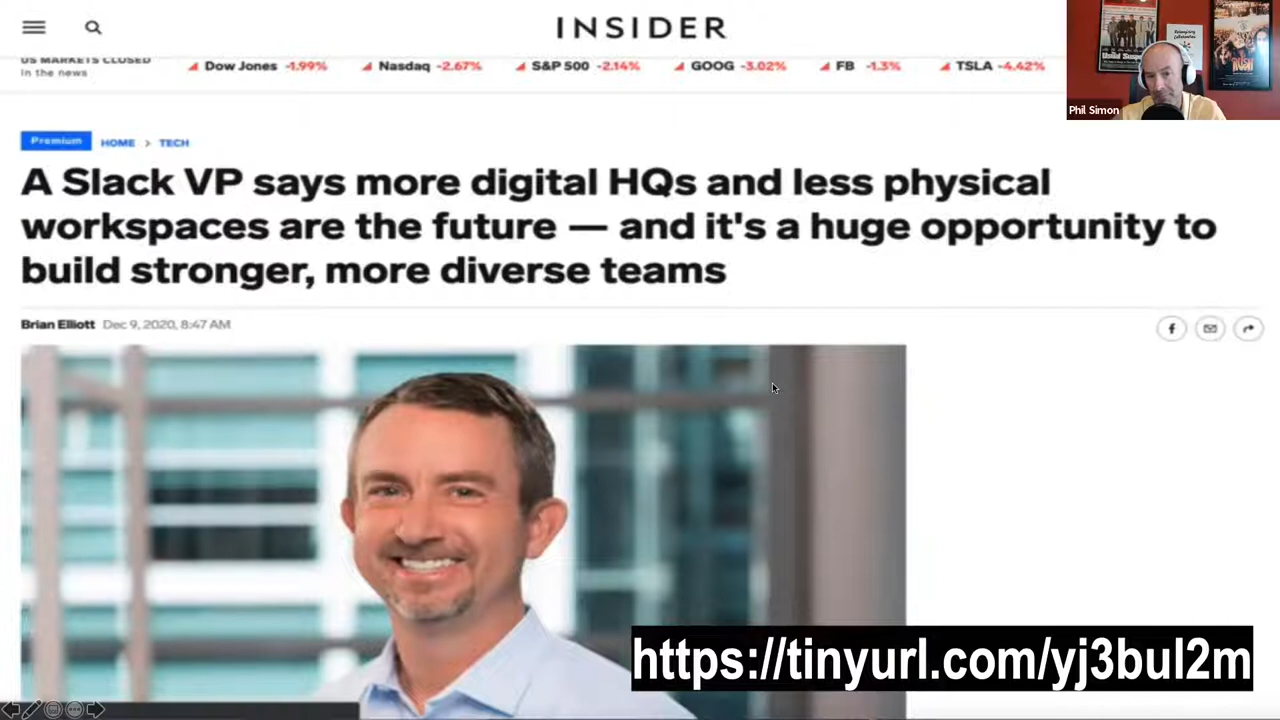 INSIDER
US MARKETS CLOSED
In the news
Dow Jones -1.99% Nasdaq -2.67% S&P 500 -2.14% GOOG -3.02% FB -1.3% TSLA -4.42%
Phil Simon
Premium HOME > TECH
A Slack VP says more digital HQs and less physical
workspaces are the future — and it's a huge opportunity to
build stronger, more diverse teams
Brian Elliott Dec 9, 2020, 8:47 AM
https://tinyurl.com/yj3bul2m